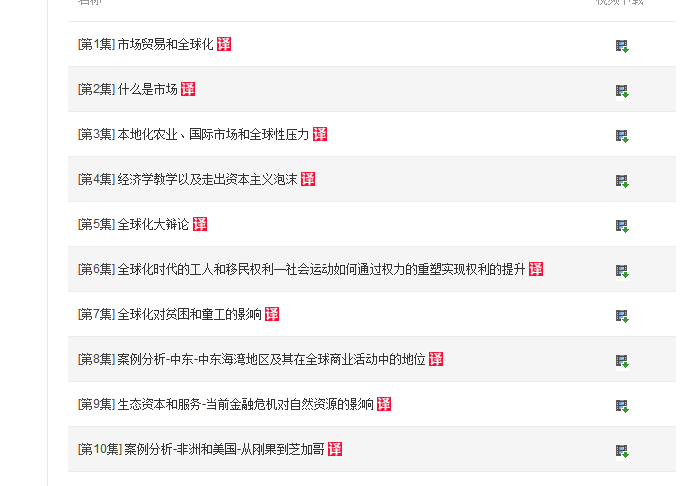 名称 视频下载
[第1集] 市场贸易和全球化 译
[第2集] 什么是市场 译
[第3集] 本地化农业、国际市场和全球性压力 译
[第4集] 经济学教学以及走出资本主义泡沫 译
[第5集] 全球化大辩论 译
[第6集] 全球化时代的工人和移民权利—社会运动如何通过权力的重塑实现权利的提升 译
[第7集] 全球化对贫困和童工的影响 译
[第8集] 案例分析-中东-中东海湾地区及其在全球商业活动中的地位 译
[第9集] 生态资本和服务-当前金融危机对自然资源的影响 译
[第10集] 案例分析-非洲和美国-从刚果到芝加哥 译